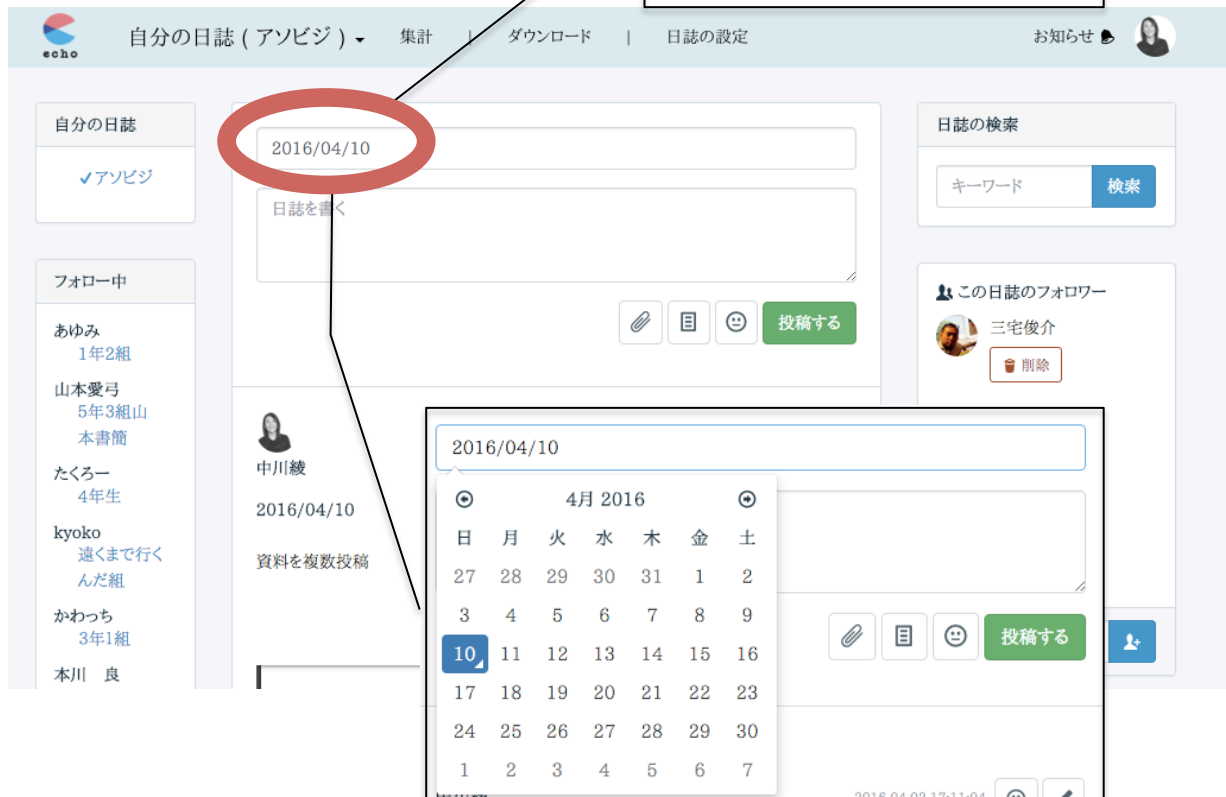 echo
自分の日誌 ( アソビジ )
集計 | ダウンロード | 日誌の設定
お知らせ
自分の日誌
✔アソビジ
フォロー中
あゆみ
1年2組
山本愛弓
5年3組山
本書簡
たくろー
4年生
kyoko
遠くまで行く
んだ組
かわっち
3年1組
本川 良
2016/04/10
日誌を書く
投稿する
中川綾
2016/04/10
資料を複数投稿
日誌の検索
キーワード 検索
この日誌のフォロワー
三宅俊介
削除
2016/04/10
4月 2016
日 月 火 水 木 金 土
27 28 29 30 31 1 2
3 4 5 6 7 8 9
10 11 12 13 14 15 16
17 18 19 20 21 22 23
24 25 26 27 28 29 30
1 2 3 4 5 6 7
投稿する